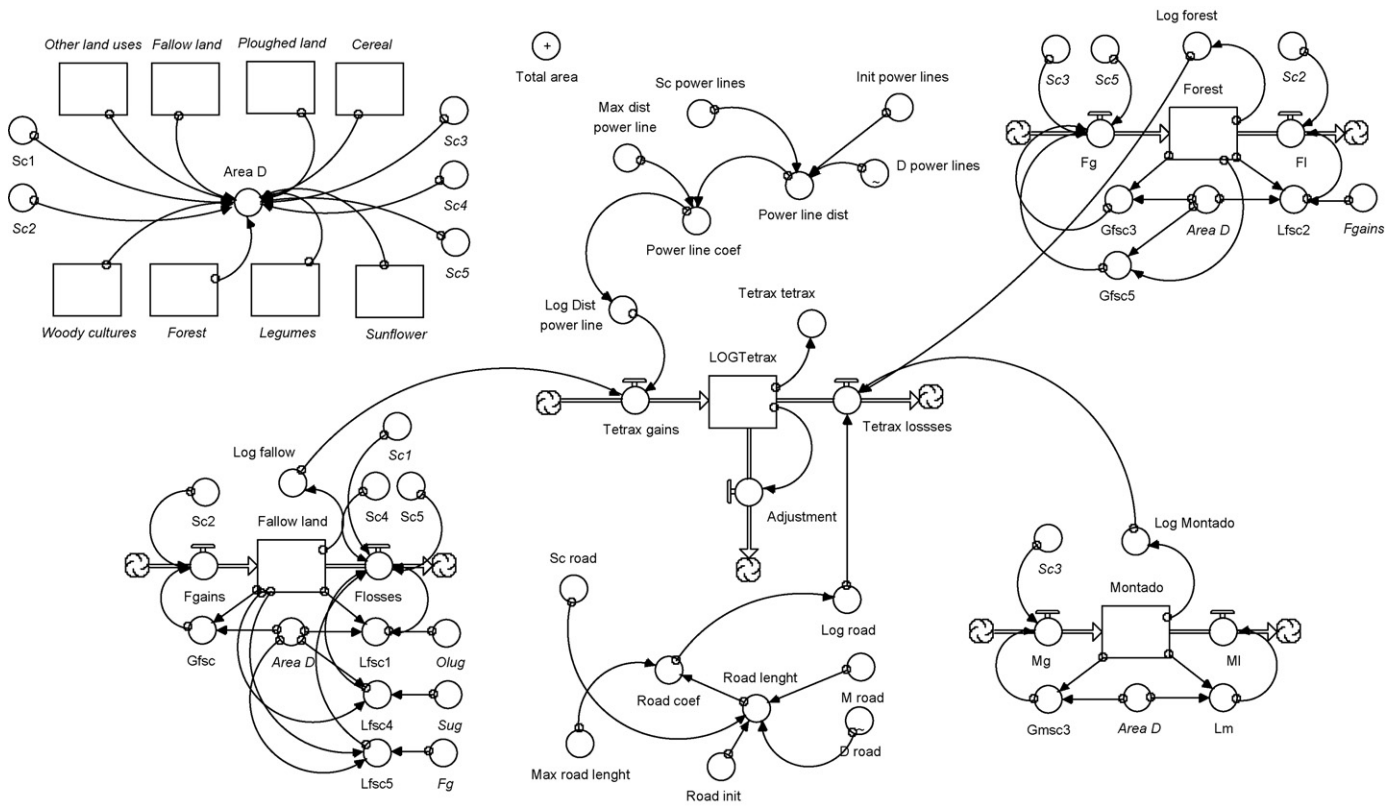 Other land uses
Fallow land
Ploughed land
Cereal
Sc1
Sc2
Area D
Sc3
Sc4
Sc5
Woody cultures
Forest
Legumes
Sunflower
+
Total area
Sc power lines
Init power lines
Max dist
power line
D power lines
~
Power line dist
Power line coef
Log Dist
power line
Log forest
Sc3
Sc5
Forest
Sc2
Fg
Fl
Gfsc3
Area D
Lfsc2
Fgains
Gfsc5
Tetrax tetrax
LOGTetrax
Tetrax gains
Tetrax lossses
Adjustment
Log fallow
Sc1
Sc2
Fallow land
Sc4
Sc5
Fgains
Flosses
Gfsc
Area D
Lfsc1
Olug
Lfsc4
Sug
Lfsc5
Fg
Sc road
Log road
Road coef
Road lenght
M road
~
D road
Max road lenght
Road init
Log Montado
Sc3
Montado
Mg
Ml
Gmsc3
Area D
Lm